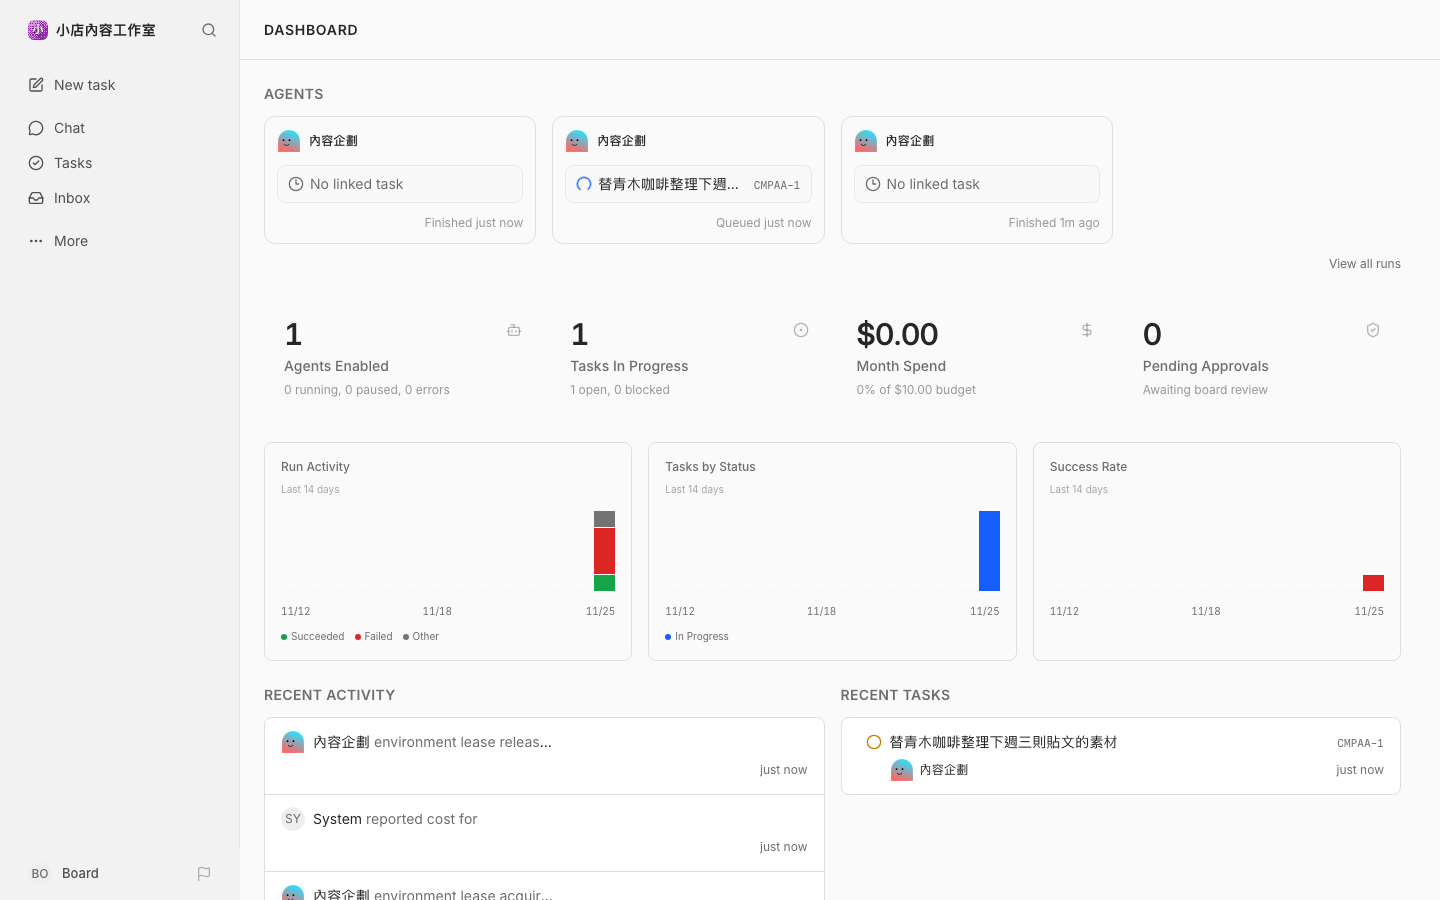 小 小店內容工作室
New task
Chat
Tasks
Inbox
More
BO Board
DASHBOARD
AGENTS
內容企劃
No linked task
Finished just now
內容企劃
替青木咖啡整理下週... CMPAA-1
Queued just now
內容企劃
No linked task
Finished 1m ago
View all runs
1
Agents Enabled
0 running, 0 paused, 0 errors
1
Tasks In Progress
1 open, 0 blocked
$0.00
Month Spend
0% of $10.00 budget
0
Pending Approvals
Awaiting board review
Run Activity
Last 14 days
11/12 11/18 11/25
Succeeded Failed Other
Tasks by Status
Last 14 days
11/12 11/18 11/25
In Progress
Success Rate
Last 14 days
11/12 11/18 11/25
RECENT ACTIVITY
內容企劃 environment lease releas...
just now
SY System reported cost for
just now
內容企劃 environment lease acquir...
RECENT TASKS
替青木咖啡整理下週三則貼文的素材 CMPAA-1
內容企劃 just now